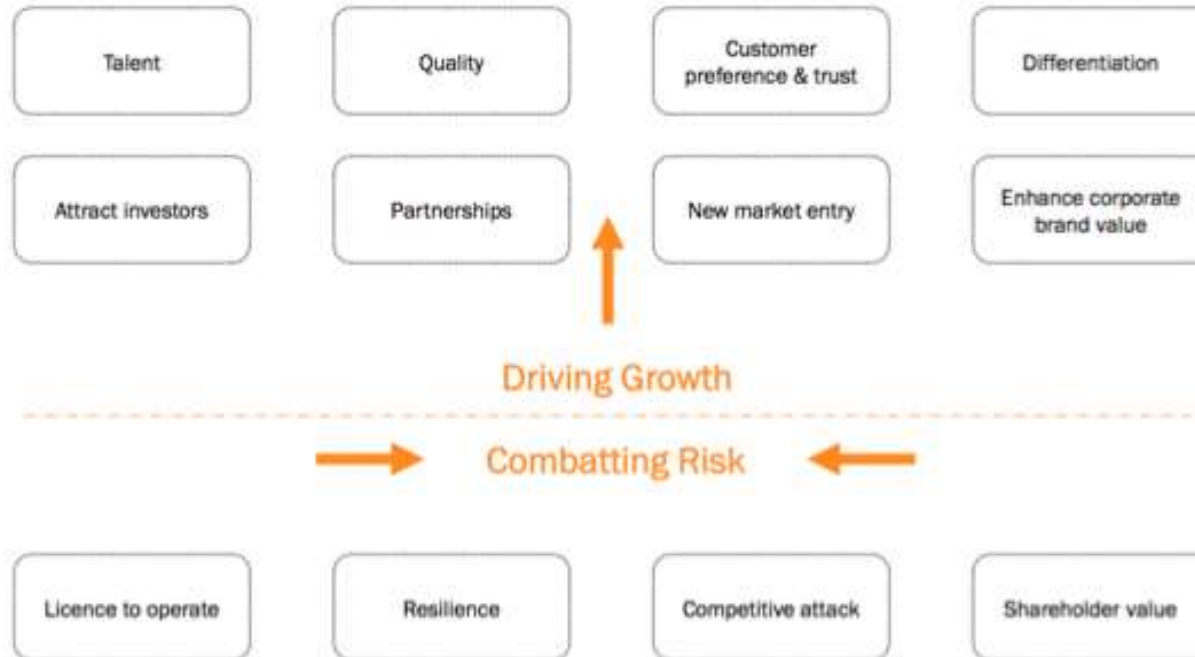 Talent
Quality
Customer
preference & trust
Differentiation
Attract investors
Partnerships
New market entry
Enhance corporate
brand value
Driving Growth
Combatting Risk
Licence to operate
Resilience
Competitive attack
Shareholder value